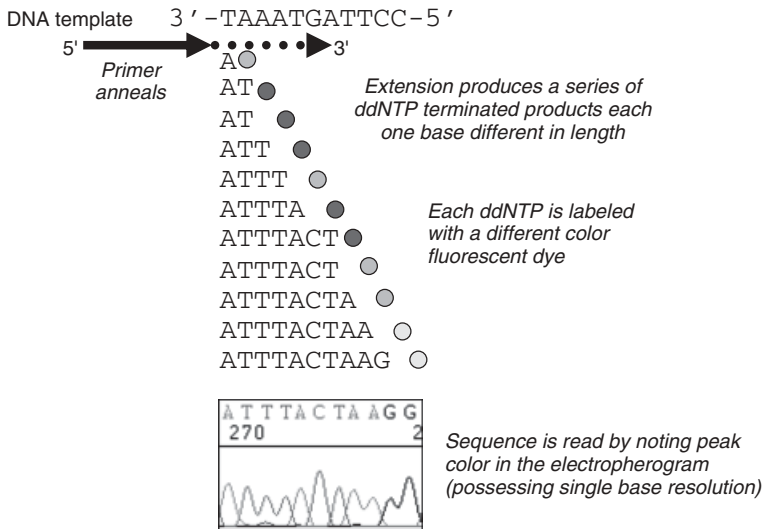 DNA template 3′-TAAATGATTCC-5′
5' 3'
Primer
anneals
A
AT
AT
ATT
ATTT
ATTTA
ATTTACT
ATTTACT
ATTTACTA
ATTTACTAA
ATTTACTAAG
Extension produces a series of
ddNTP terminated products each
one base different in length
Each ddNTP is labeled
with a different color
fluorescent dye
A T T T A C T A A G G
270 2
Sequence is read by noting peak
color in the electropherogram
(possessing single base resolution)